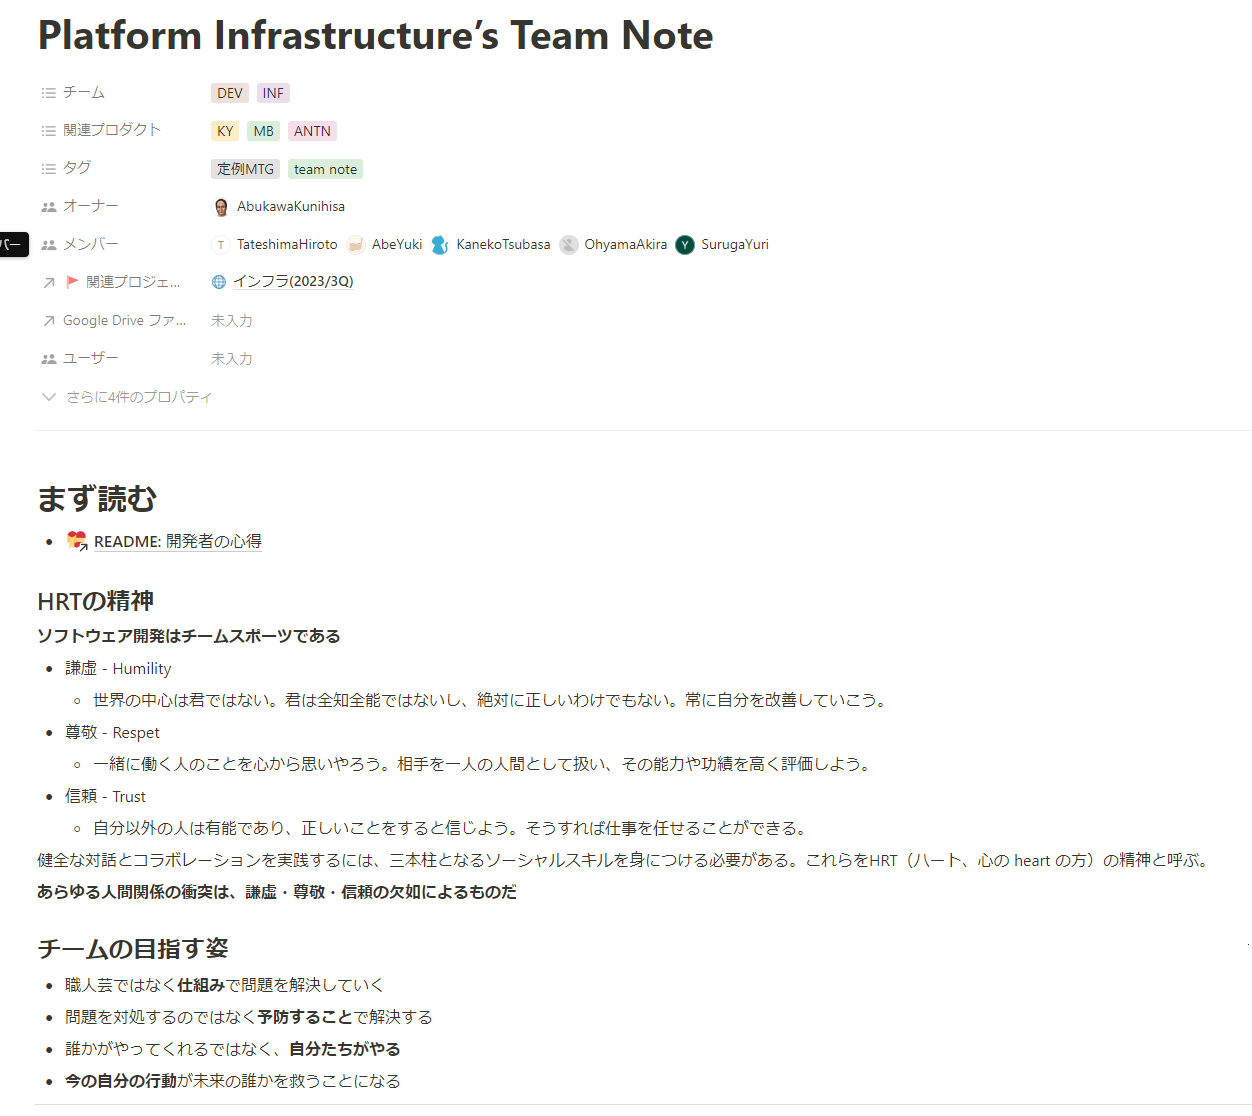 Platform Infrastructure’s Team Note
チーム DEV INF
関連プロダクト KY MB ANTN
タグ 定例MTG team note
オーナー AbukawaKunihisa
バー
メンバー T TateshimaHiroto AbeYuki KanekoTsubasa OhyamaAkira Y SurugaYuri
関連プロジェ... インフラ(2023/3Q)
Google Drive ファ... 未入力
ユーザー 未入力
さらに4件のプロパティ
まず読む
README: 開発者の心得
HRTの精神
ソフトウェア開発はチームスポーツである
謙虚 - Humility
世界の中心は君ではない。君は全知全能ではないし、絶対に正しいわけでもない。常に自分を改善していこう。
尊敬 - Respet
一緒に働く人のことを心から思いやろう。相手を一人の人間として扱い、その能力や功績を高く評価しよう。
信頼 - Trust
自分以外の人は有能であり、正しいことをすると信じよう。そうすれば仕事を任せることができる。
健全な対話とコラボレーションを実践するには、三本柱となるソーシャルスキルを身につける必要がある。これらをHRT（ハート、心の heart の方）の精神と呼ぶ。
あらゆる人間関係の衝突は、謙虚・尊敬・信頼の欠如によるものだ
チームの目指す姿
職人芸ではなく仕組みで問題を解決していく
問題を対処するのではなく予防することで解決する
誰かがやってくれるではなく、自分たちがやる
今の自分の行動が未来の誰かを救うことになる